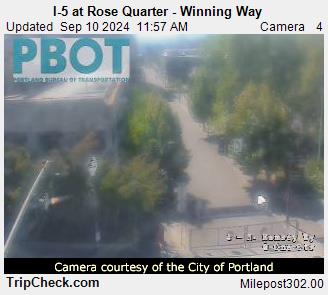 I-5 at Rose Quarter - Winning Way
Updated Sep 10 2024 11:57 AM Camera 4
PBOT
PORTLAND BUREAU OF TRANSPORTATION
Camera courtesy of the City of Portland
TripCheck.com Milepost302.00